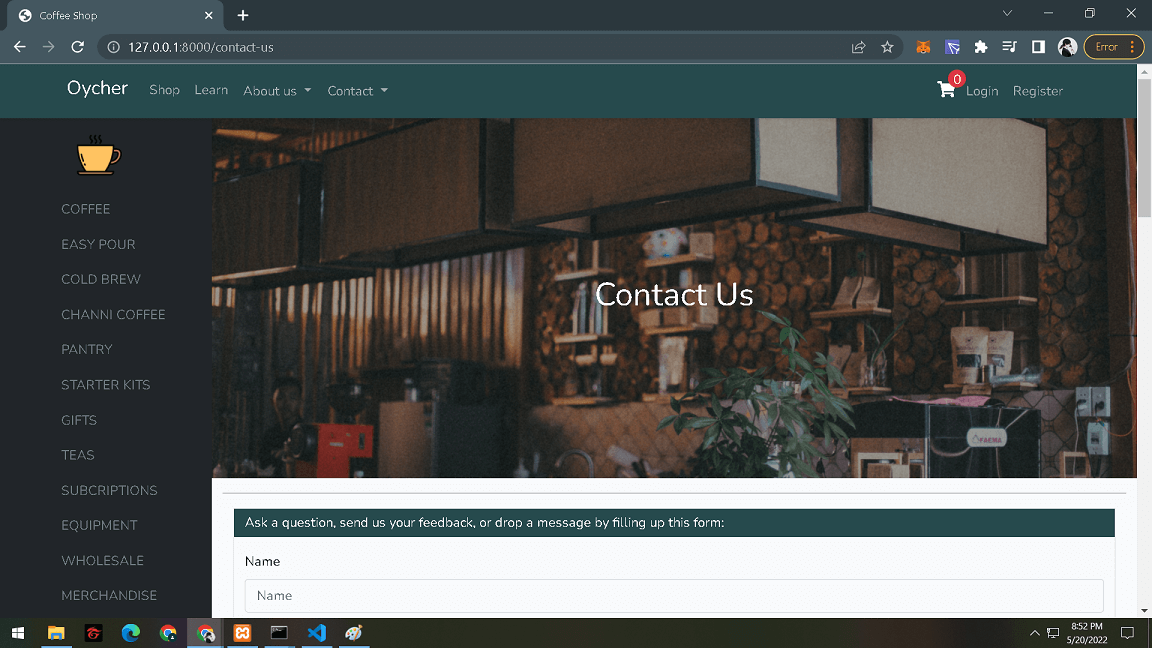 Coffee Shop
127.0.0.1:8000/contact-us
Error
Oycher
Shop
Learn
About us
Contact
0
Login
Register
COFFEE
EASY POUR
COLD BREW
CHANNI COFFEE
PANTRY
STARTER KITS
GIFTS
TEAS
SUBCRIPTIONS
EQUIPMENT
WHOLESALE
MERCHANDISE
Contact Us
FAEMA
Ask a question, send us your feedback, or drop a message by filling up this form:
Name
Name
8:52 PM
5/20/2022